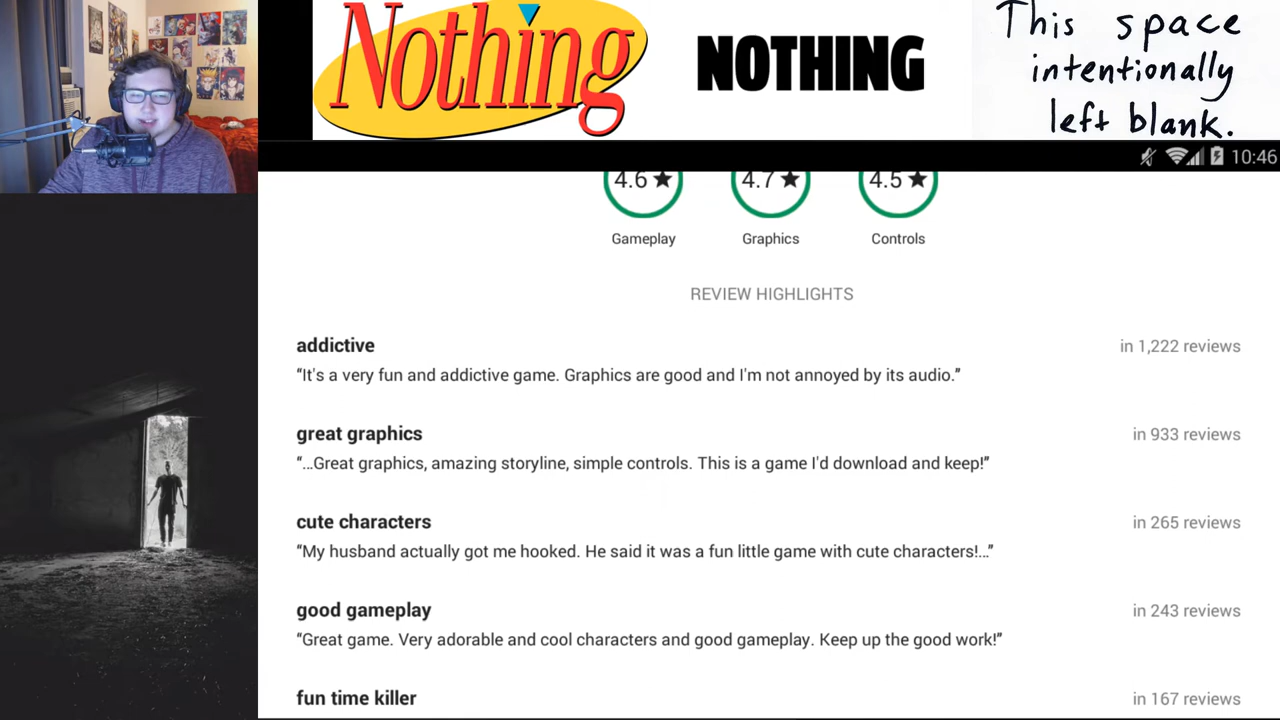 Nothing
NOTHING
This space
intentionally
left blank.
10:46
4.6★
4.7★
4.5★
Gameplay
Graphics
Controls
REVIEW HIGHLIGHTS
addictive
in 1,222 reviews
“It's a very fun and addictive game. Graphics are good and I'm not annoyed by its audio.”
great graphics
in 933 reviews
“...Great graphics, amazing storyline, simple controls. This is a game I'd download and keep!”
cute characters
in 265 reviews
“My husband actually got me hooked. He said it was a fun little game with cute characters!...”
good gameplay
in 243 reviews
“Great game. Very adorable and cool characters and good gameplay. Keep up the good work!”
fun time killer
in 167 reviews